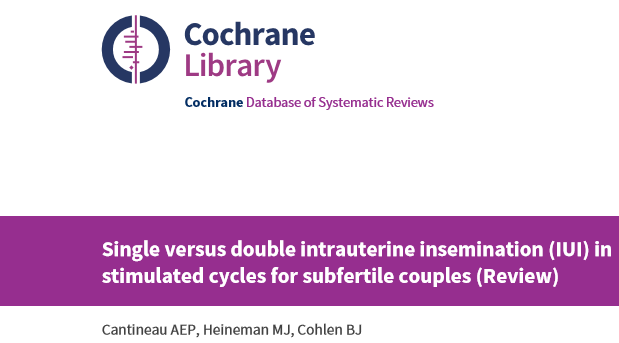 Cochrane
Library
Cochrane Database of Systematic Reviews
Single versus double intrauterine insemination (IUI) in
stimulated cycles for subfertile couples (Review)
Cantineau AEP, Heineman MJ, Cohlen BJ